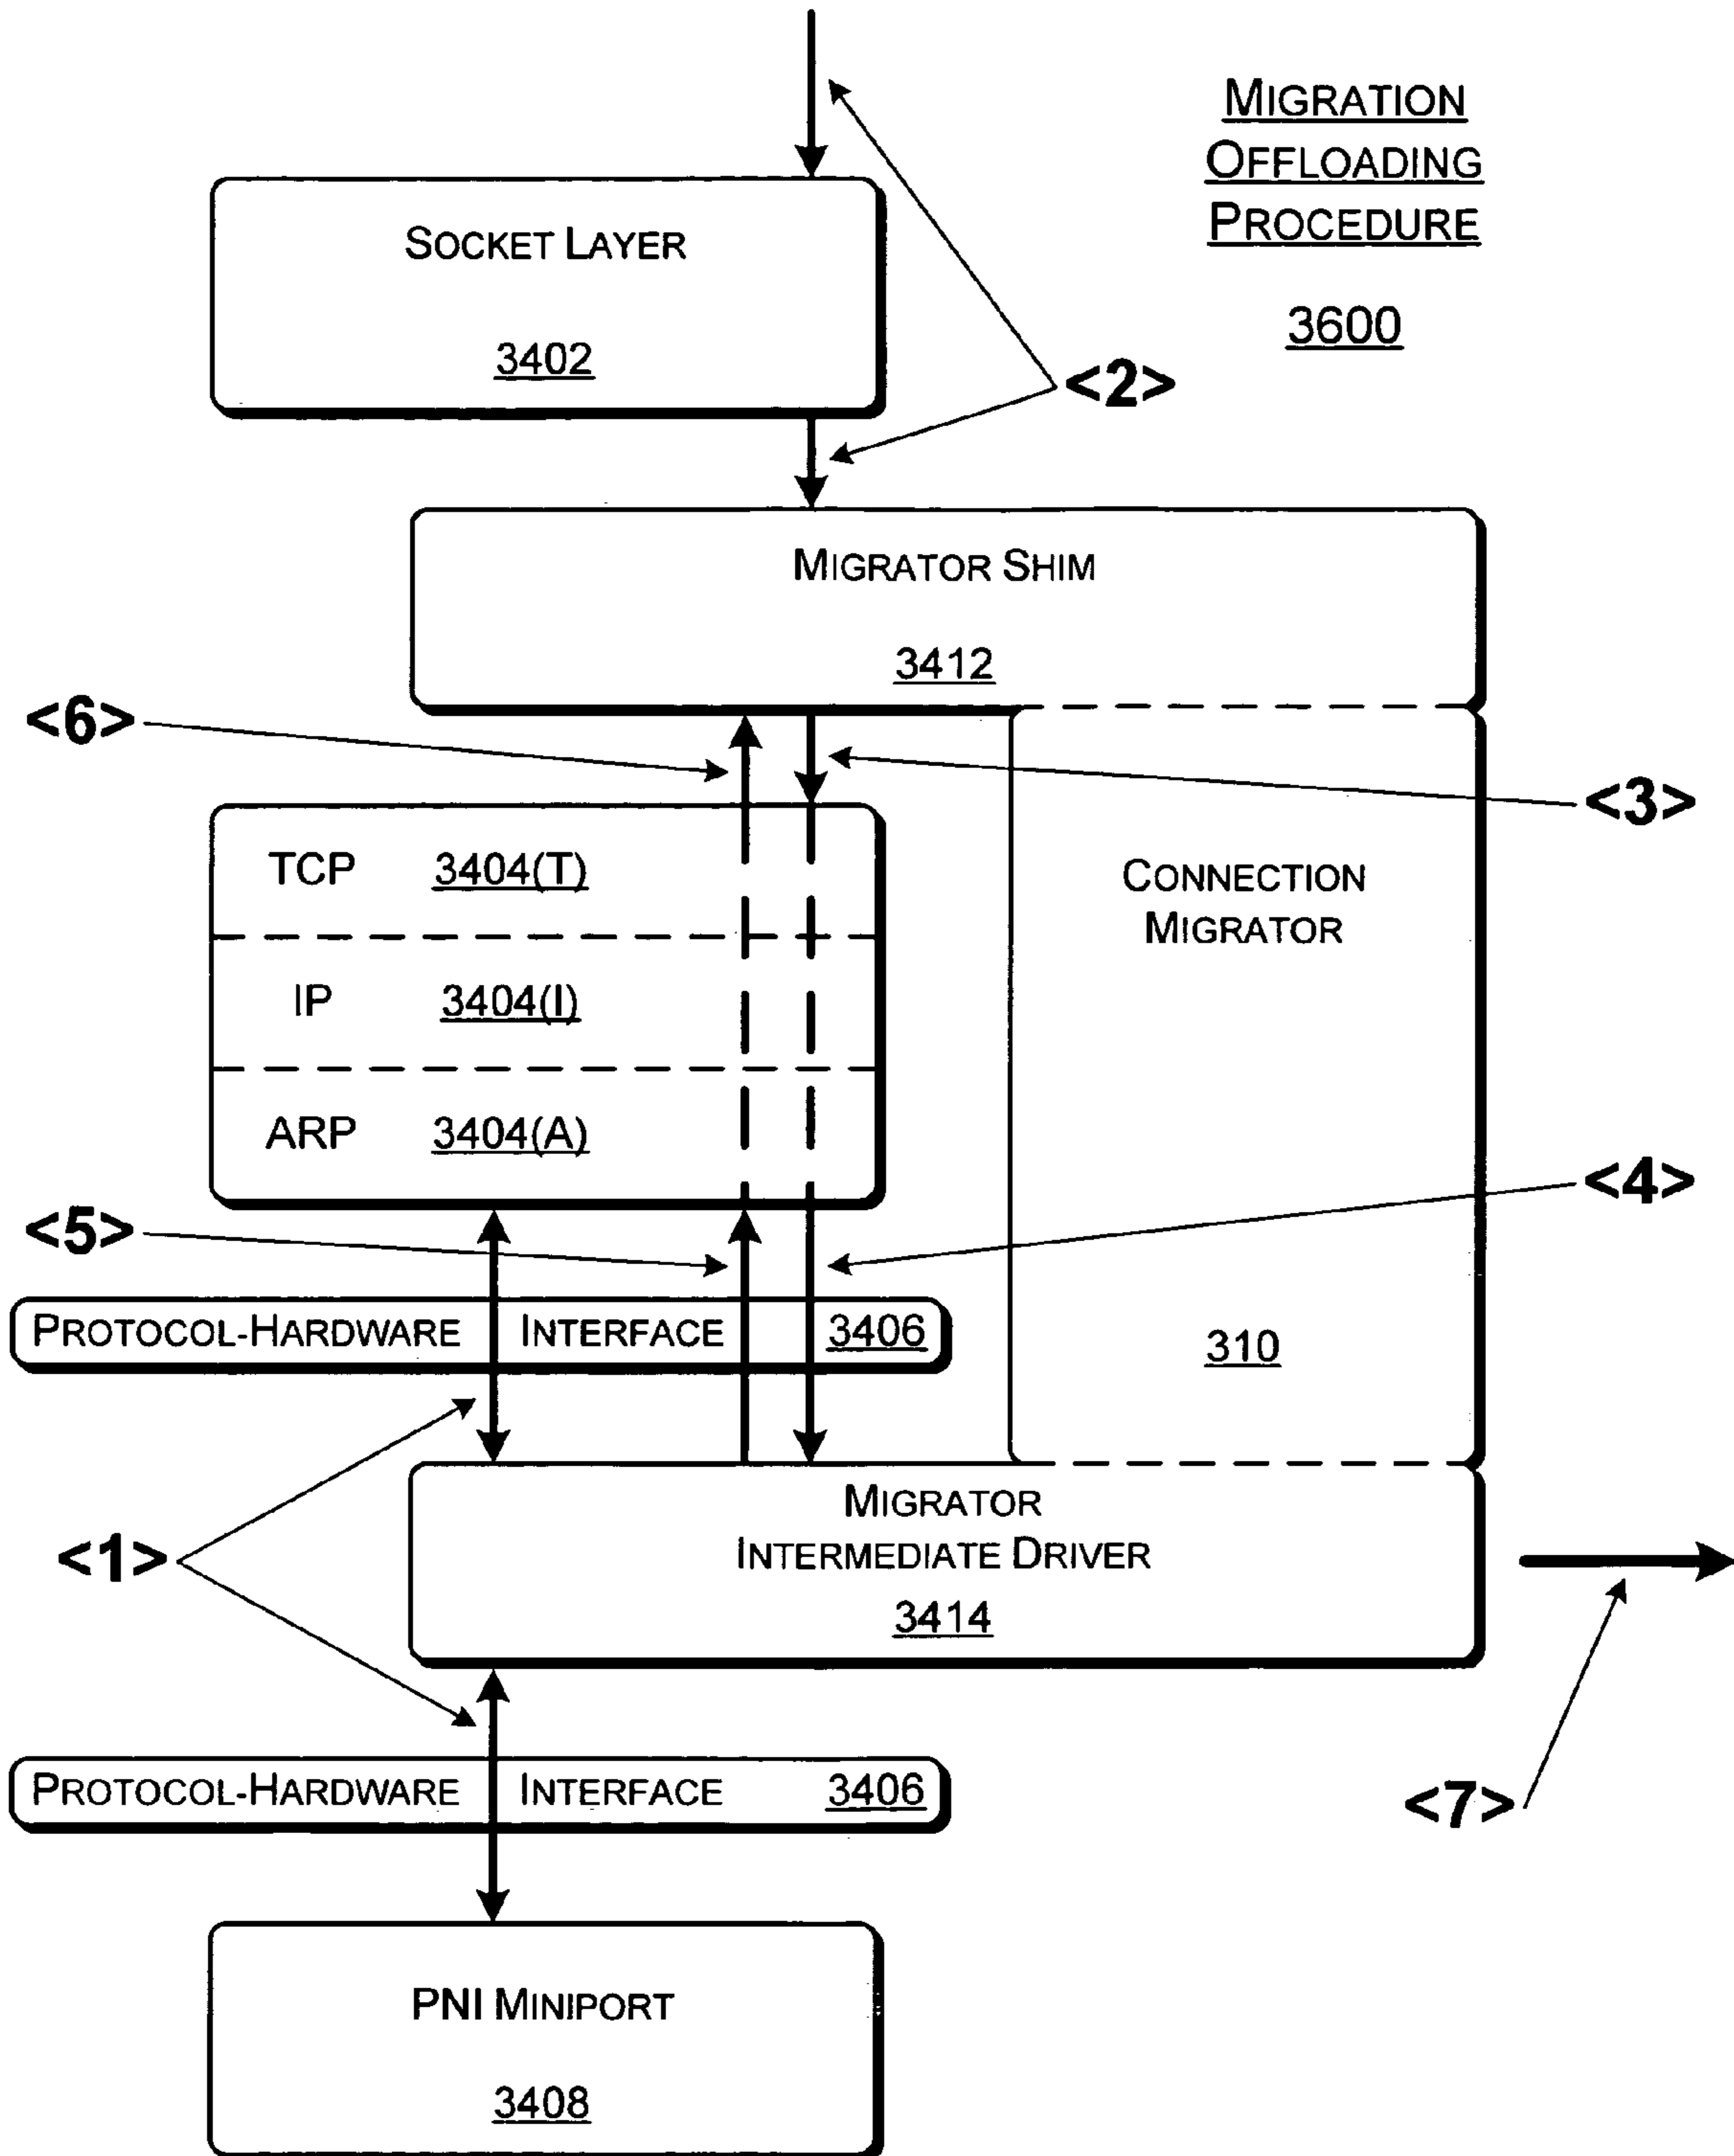 MIGRATION
OFFLOADING
PROCEDURE
3600
SOCKET LAYER
3402
<2>
MIGRATOR SHIM
3412
<6>
<3>
TCP 3404(T)
IP 3404(I)
ARP 3404(A)
CONNECTION
MIGRATOR
310
<4>
<5>
PROTOCOL-HARDWARE INTERFACE 3406
MIGRATOR
INTERMEDIATE DRIVER
3414
<1>
PROTOCOL-HARDWARE INTERFACE 3406
<7>
PNI MINIPORT
3408